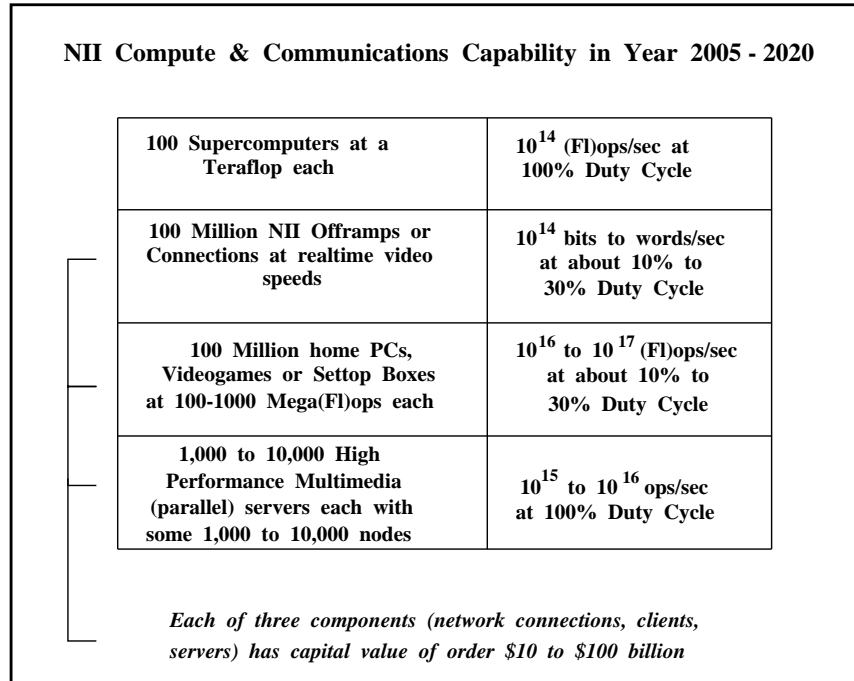 NII Compute & Communications Capability in Year 2005 - 2020
100 Supercomputers at a
Teraflop each
10^14 (Fl)ops/sec at
100% Duty Cycle
100 Million NII Offramps or
Connections at realtime video
speeds
10^14 bits to words/sec
at about 10% to
30% Duty Cycle
100 Million home PCs,
Videogames or Settop Boxes
at 100-1000 Mega(Fl)ops each
10^16 to 10^17 (Fl)ops/sec
at about 10% to
30% Duty Cycle
1,000 to 10,000 High
Performance Multimedia
(parallel) servers each with
some 1,000 to 10,000 nodes
10^15 to 10^16 ops/sec
at 100% Duty Cycle
Each of three components (network connections, clients,
servers) has capital value of order $10 to $100 billion